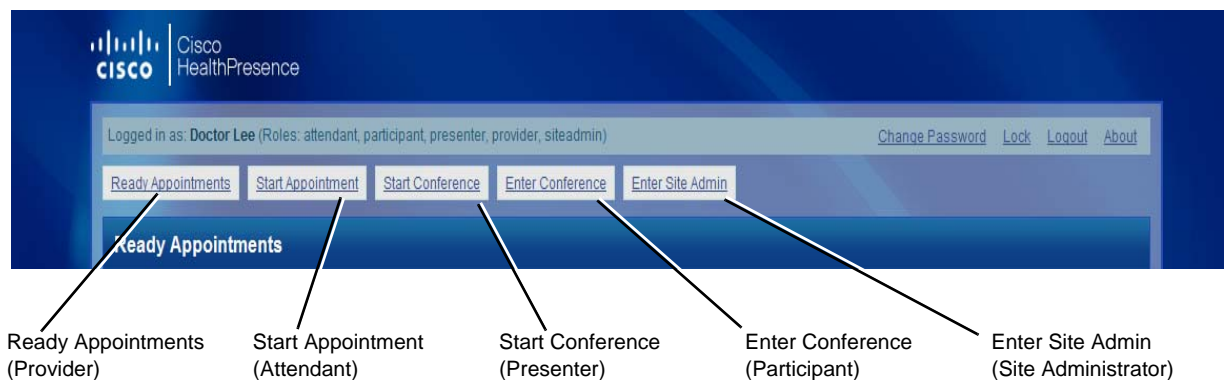 Cisco
CISCO HealthPresence
Logged in as: Doctor Lee (Roles: attendant, participant, presenter, provider, siteadmin) Change Password Lock Logout About
Ready Appointments Start Appointment Start Conference Enter Conference Enter Site Admin
Ready Appointments
Ready Appointments Start Appointment Start Conference Enter Conference Enter Site Admin
(Provider) (Attendant) (Presenter) (Participant) (Site Administrator)